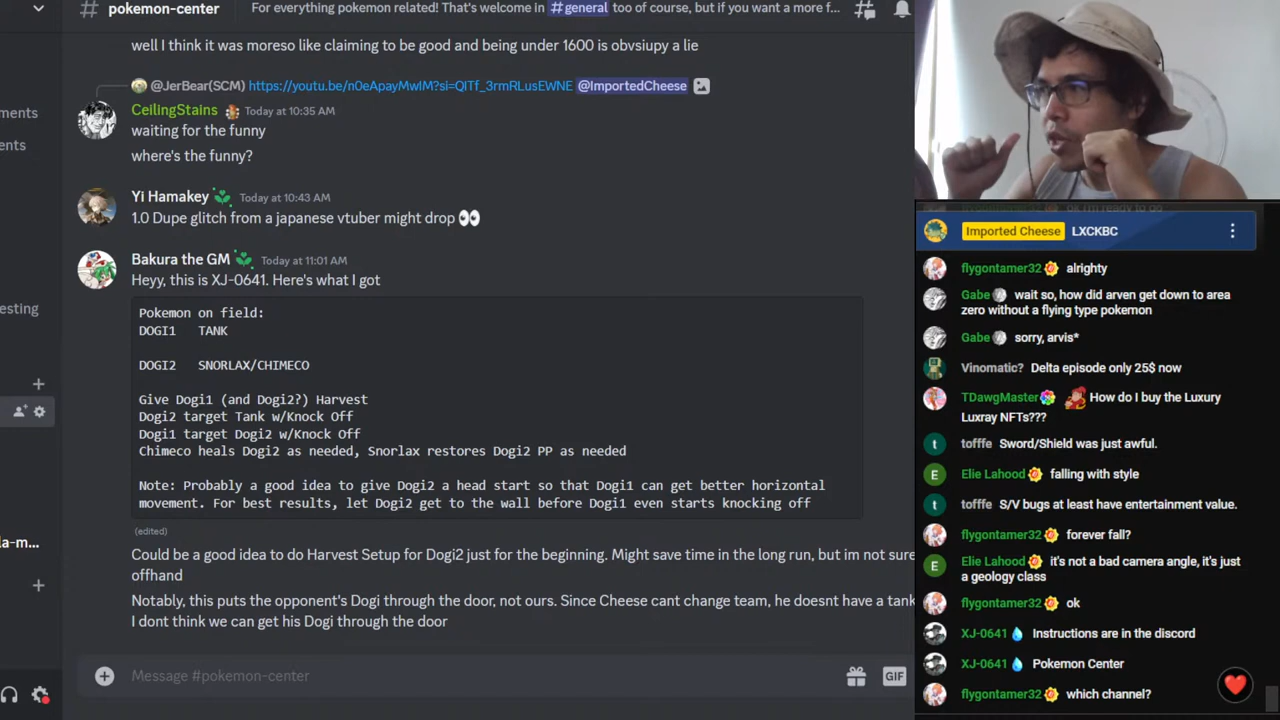 pokemon-center
For everything pokemon related! That's welcome in # general too of course, but if you want a more f...
well I think it was moreso like claiming to be good and being under 1600 is obvsiupy a lie
@JerBear(SCM) https://youtu.be/n0eApayMwIM?si=QITf_3rmRLusEWNE @ImportedCheese
CeilingStains Today at 10:35 AM
waiting for the funny
where's the funny?
Yi Hamakey Today at 10:43 AM
1.0 Dupe glitch from a japanese vtuber might drop 👀
Bakura the GM Today at 11:01 AM
Heyy, this is XJ-0641. Here's what I got
Pokemon on field:
DOGI1 TANK
DOGI2 SNORLAX/CHIMECO
Give Dogi1 (and Dogi2?) Harvest
Dogi2 target Tank w/Knock Off
Dogi1 target Dogi2 w/Knock Off
Chimeco heals Dogi2 as needed, Snorlax restores Dogi2 PP as needed
Note: Probably a good idea to give Dogi2 a head start so that Dogi1 can get better horizontal
movement. For best results, let Dogi2 get to the wall before Dogi1 even starts knocking off
(edited)
Could be a good idea to do Harvest Setup for Dogi2 just for the beginning. Might save time in the long run, but im not sure
offhand
Notably, this puts the opponent's Dogi through the door, not ours. Since Cheese cant change team, he doesnt have a tank
I dont think we can get his Dogi through the door
Message #pokemon-center
GIF
ments
ents
esting
la-m...
Imported Cheese LXCKBC
flygontamer32 alrighty
Gabe wait so, how did arven get down to area
zero without a flying type pokemon
Gabe sorry, arvis*
Vinomatic? Delta episode only 25$ now
TDawgMaster How do I buy the Luxury
Luxray NFTs???
t tofffe Sword/Shield was just awful.
E Elie Lahood falling with style
t tofffe S/V bugs at least have entertainment value.
flygontamer32 forever fall?
E Elie Lahood it's not a bad camera angle, it's just
a geology class
flygontamer32 ok
XJ-0641 Instructions are in the discord
XJ-0641 Pokemon Center
flygontamer32 which channel?